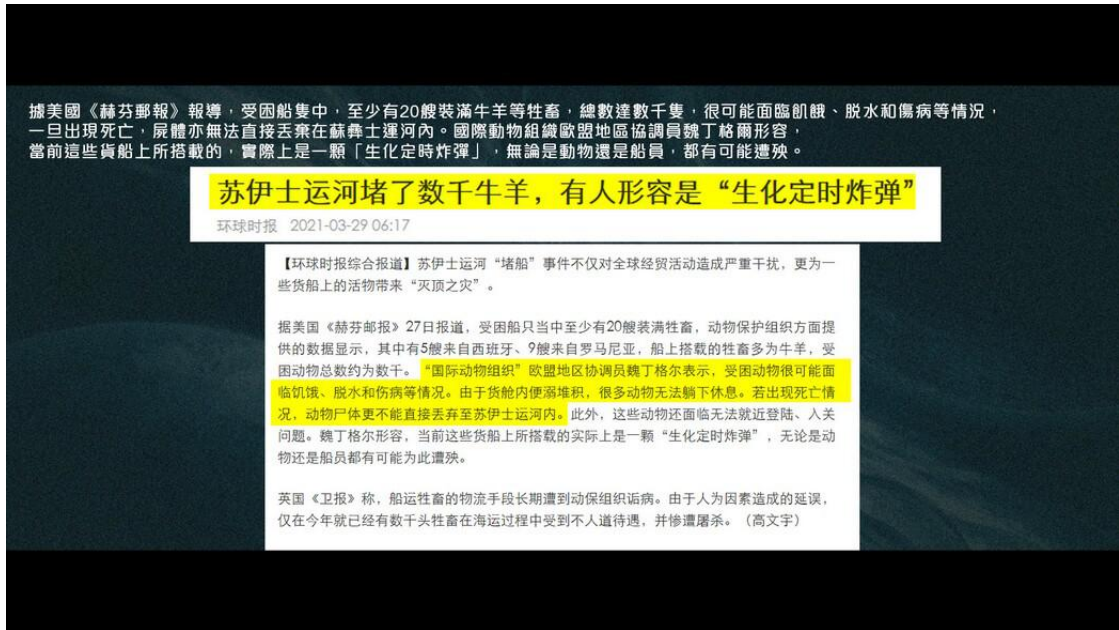 據美國《赫芬郵報》報導，受困船隻中，至少有20艘裝滿牛羊等牲畜，總數達數千隻，很可能面臨飢餓、脫水和傷病等情況，
一旦出現死亡，屍體亦無法直接丟棄在蘇彝士運河內。國際動物組織歐盟地區協調員魏丁格爾形容，
當前這些貨船上所搭載的，實際上是一顆「生化定時炸彈」，無論是動物還是船員，都有可能遭殃。
苏伊士运河堵了数千牛羊，有人形容是“生化定时炸弹”
环球时报 2021-03-29 06:17
【环球时报综合报道】苏伊士运河“堵船”事件不仅对全球经贸活动造成严重干扰，更为一
些货船上的活物带来“灭顶之灾”。
据美国《赫芬邮报》27日报道，受困船只当中至少有20艘装满牲畜，动物保护组织方面提
供的数据显示，其中有5艘来自西班牙、9艘来自罗马尼亚，船上搭载的牲畜多为牛羊，受
困动物总数约为数千。“国际动物组织”欧盟地区协调员魏丁格尔表示，受困动物很可能面
临饥饿、脱水和伤病等情况。由于货舱内便溺堆积，很多动物无法躺下休息。若出现死亡情
况，动物尸体更不能直接丢弃至苏伊士运河内。此外，这些动物还面临无法就近登陆、入关
问题。魏丁格尔形容，当前这些货船上所搭载的实际上是一颗“生化定时炸弹”，无论是动
物还是船员都有可能为此遭殃。
英国《卫报》称，船运牲畜的物流手段长期遭到动保组织诟病。由于人为因素造成的延误，
仅在今年就已经有数千头牲畜在海运过程中受到不人道待遇，并惨遭屠杀。（高文宇）